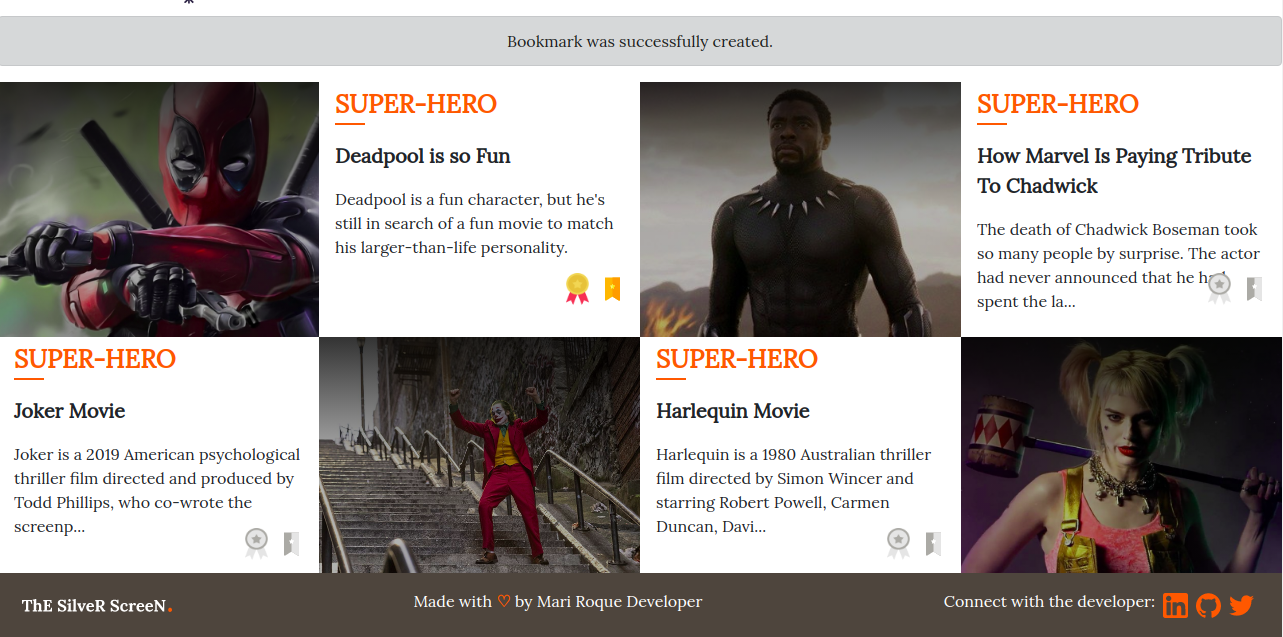 Bookmark was successfully created.
SUPER-HERO
Deadpool is so Fun
Deadpool is a fun character, but he's
still in search of a fun movie to match
his larger-than-life personality.
SUPER-HERO
How Marvel Is Paying Tribute
To Chadwick
The death of Chadwick Boseman took
so many people by surprise. The actor
had never announced that he had
spent the la...
SUPER-HERO
Joker Movie
Joker is a 2019 American psychological
thriller film directed and produced by
Todd Phillips, who co-wrote the
screenp...
SUPER-HERO
Harlequin Movie
Harlequin is a 1980 Australian thriller
film directed by Simon Wincer and
starring Robert Powell, Carmen
Duncan, Davi...
ThE SilveR ScreeN.
Made with ♡ by Mari Roque Developer
Connect with the developer:
in